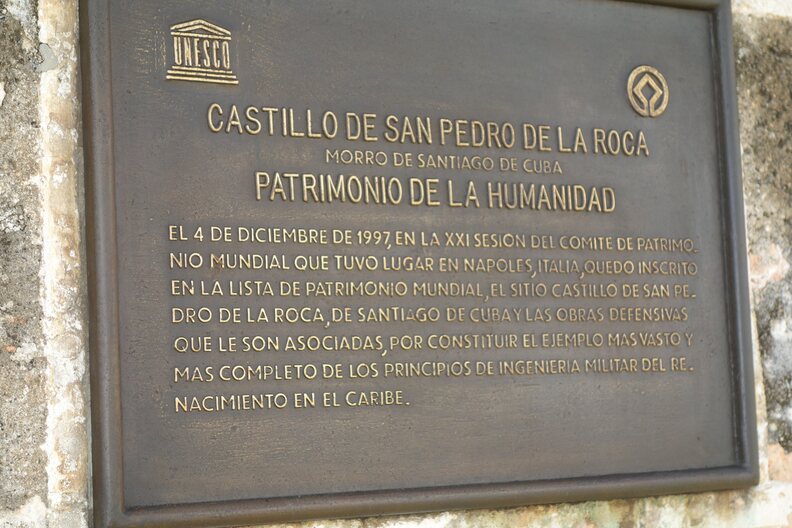 UNESCO
CASTILLO DE SAN PEDRO DE LA ROCA
MORRO DE SANTIAGO DE CUBA
PATRIMONIO DE LA HUMANIDAD
EL 4 DE DICIEMBRE DE 1997, EN LA XXI SESION DEL COMITE DE PATRIMO-
NIO MUNDIAL QUE TUVO LUGAR EN NAPOLES, ITALIA, QUEDO INSCRITO
EN LA LISTA DE PATRIMONIO MUNDIAL, EL SITIO CASTILLO DE SAN PE-
DRO DE LA ROCA, DE SANTIAGO DE CUBA Y LAS OBRAS DEFENSIVAS
QUE LE SON ASOCIADAS, POR CONSTITUIR EL EJEMPLO MAS VASTO Y
MAS COMPLETO DE LOS PRINCIPIOS DE INGENIERIA MILITAR DEL RE-
NACIMIENTO EN EL CARIBE.